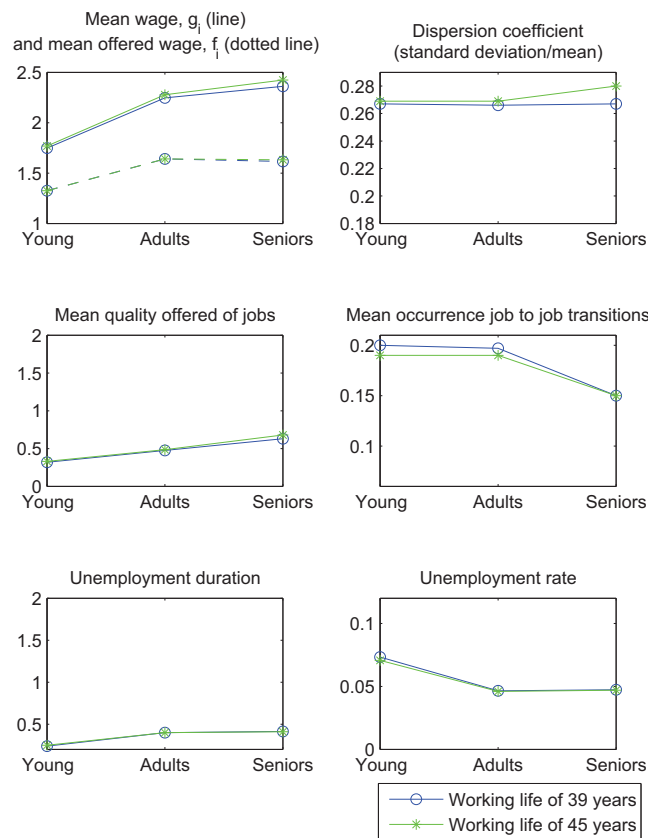 Mean wage, g_i (line)
and mean offered wage, f_i (dotted line)
2.5
2
1.5
1
Young Adults Seniors
Dispersion coefficient
(standard deviation/mean)
0.28
0.26
0.24
0.22
0.2
0.18
Young Adults Seniors
Mean quality offered of jobs
2
1.5
1
0.5
0
Young Adults Seniors
Mean occurrence job to job transitions
0.2
0.15
0.1
Young Adults Seniors
Unemployment duration
2
1.5
1
0.5
Young Adults Seniors
Unemployment rate
0.1
0.05
0
Young Adults Seniors
Working life of 39 years
Working life of 45 years